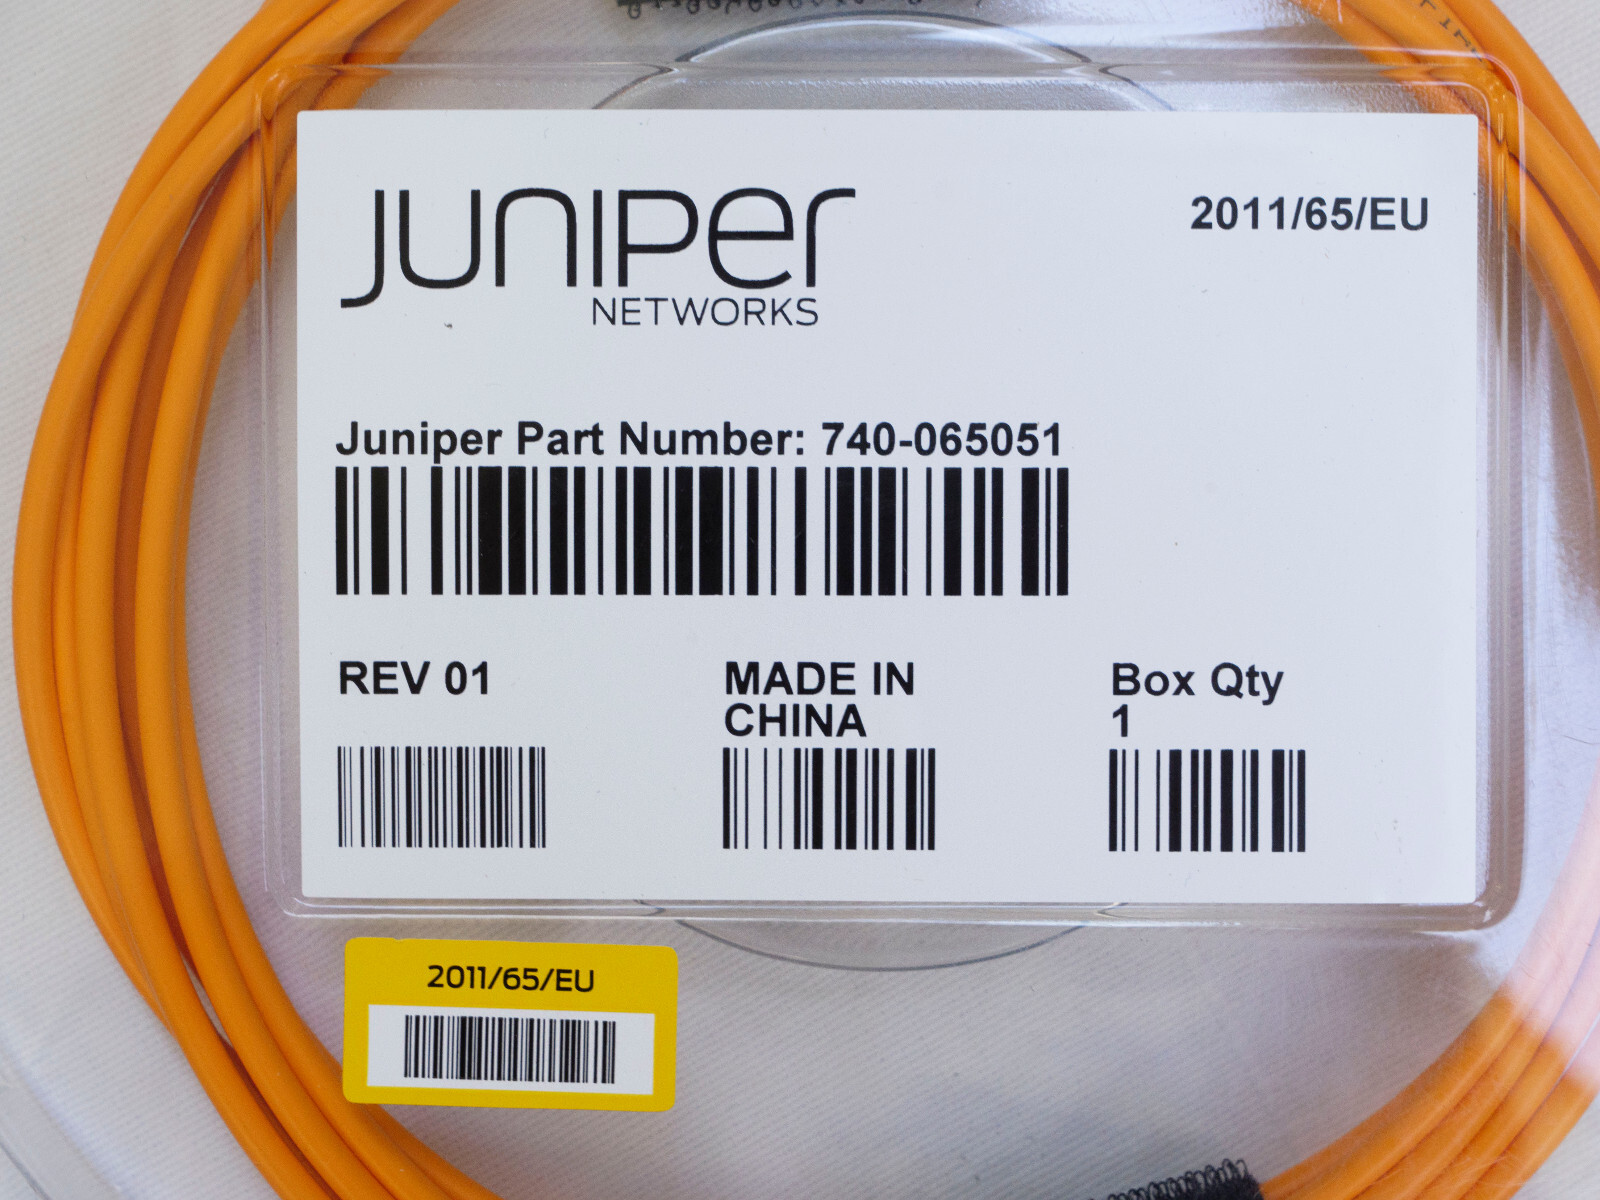 Juniper
NETWORKS
2011/65/EU
Juniper Part Number: 740-065051
REV 01
MADE IN
CHINA
Box Qty
1
2011/65/EU